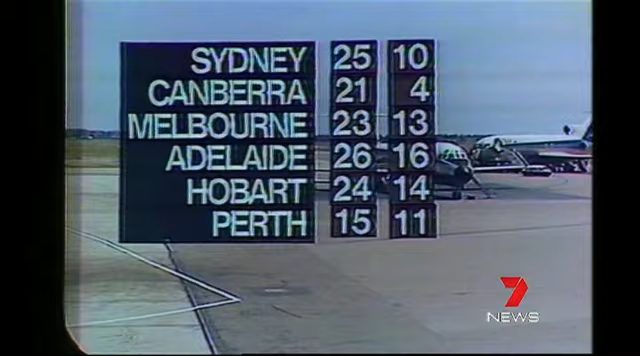 SYDNEY 25 10
CANBERRA 21 4
MELBOURNE 23 13
ADELAIDE 26 16
HOBART 24 14
PERTH 15 11
7
NEWS